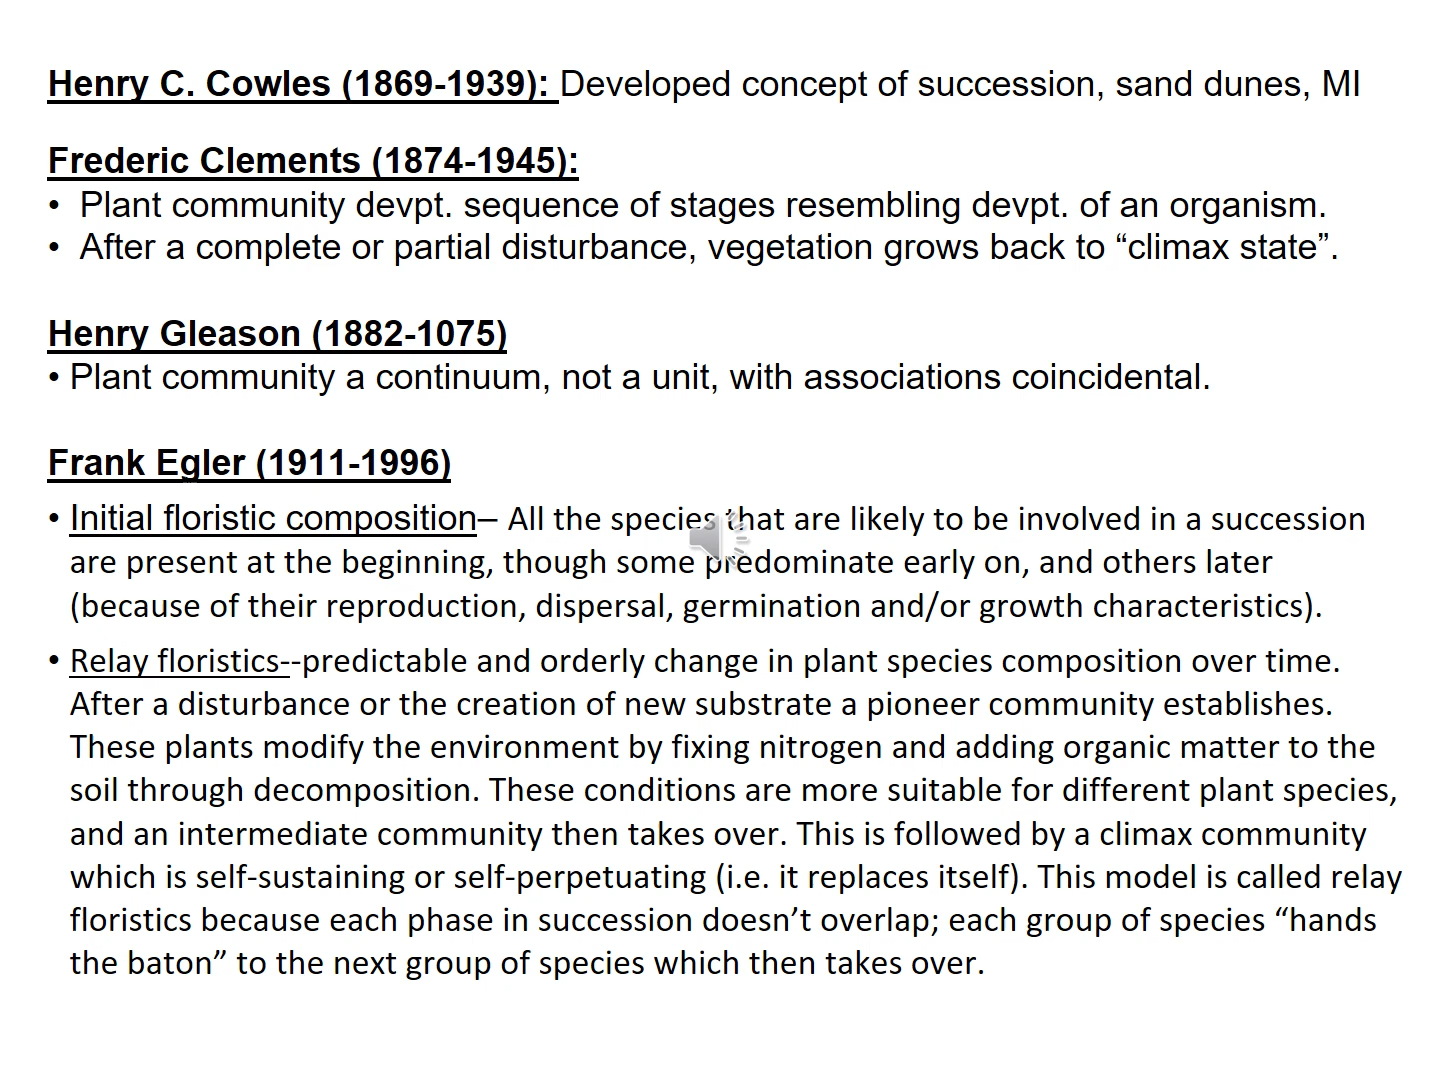 Henry C. Cowles (1869-1939): Developed concept of succession, sand dunes, MI
Frederic Clements (1874-1945):
• Plant community devpt. sequence of stages resembling devpt. of an organism.
• After a complete or partial disturbance, vegetation grows back to “climax state”.
Henry Gleason (1882-1075)
• Plant community a continuum, not a unit, with associations coincidental.
Frank Egler (1911-1996)
• Initial floristic composition– All the species that are likely to be involved in a succession
are present at the beginning, though some predominate early on, and others later
(because of their reproduction, dispersal, germination and/or growth characteristics).
• Relay floristics--predictable and orderly change in plant species composition over time.
After a disturbance or the creation of new substrate a pioneer community establishes.
These plants modify the environment by fixing nitrogen and adding organic matter to the
soil through decomposition. These conditions are more suitable for different plant species,
and an intermediate community then takes over. This is followed by a climax community
which is self-sustaining or self-perpetuating (i.e. it replaces itself). This model is called relay
floristics because each phase in succession doesn’t overlap; each group of species “hands
the baton” to the next group of species which then takes over.